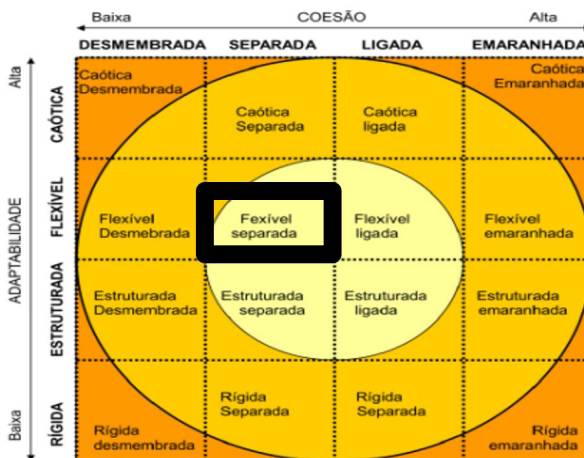 Baixa COESÃO Alta
DESMEMBRADA SEPARADA LIGADA EMARANHADA
ADAPTABILIDADE
Alta
Baixa
CAÓTICA
FLEXÍVEL
ESTRUTURADA
RÍGIDA
Caótica
Desmembrada
Caótica
Separada
Caótica
ligada
Caótica
Emaranhada
Flexível
Desmebrada
Fexível
separada
Flexível
ligada
Flexível
emaranhada
Estruturada
Desmembrada
Estruturada
separada
Estruturada
ligada
Estruturada
emaranhada
Rígida
desmembrada
Rígida
Separada
Rígida
Separada
Rígida
emaranhada